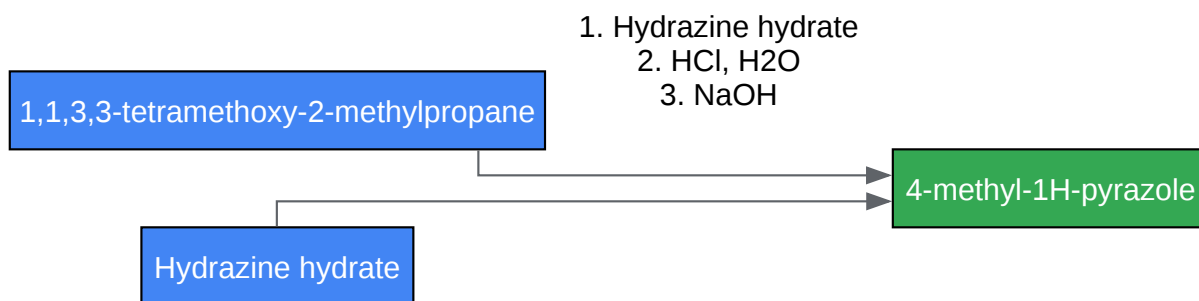 1. Hydrazine hydrate
2. HCl, H2O
3. NaOH
1,1,3,3-tetramethoxy-2-methylpropane
4-methyl-1H-pyrazole
Hydrazine hydrate